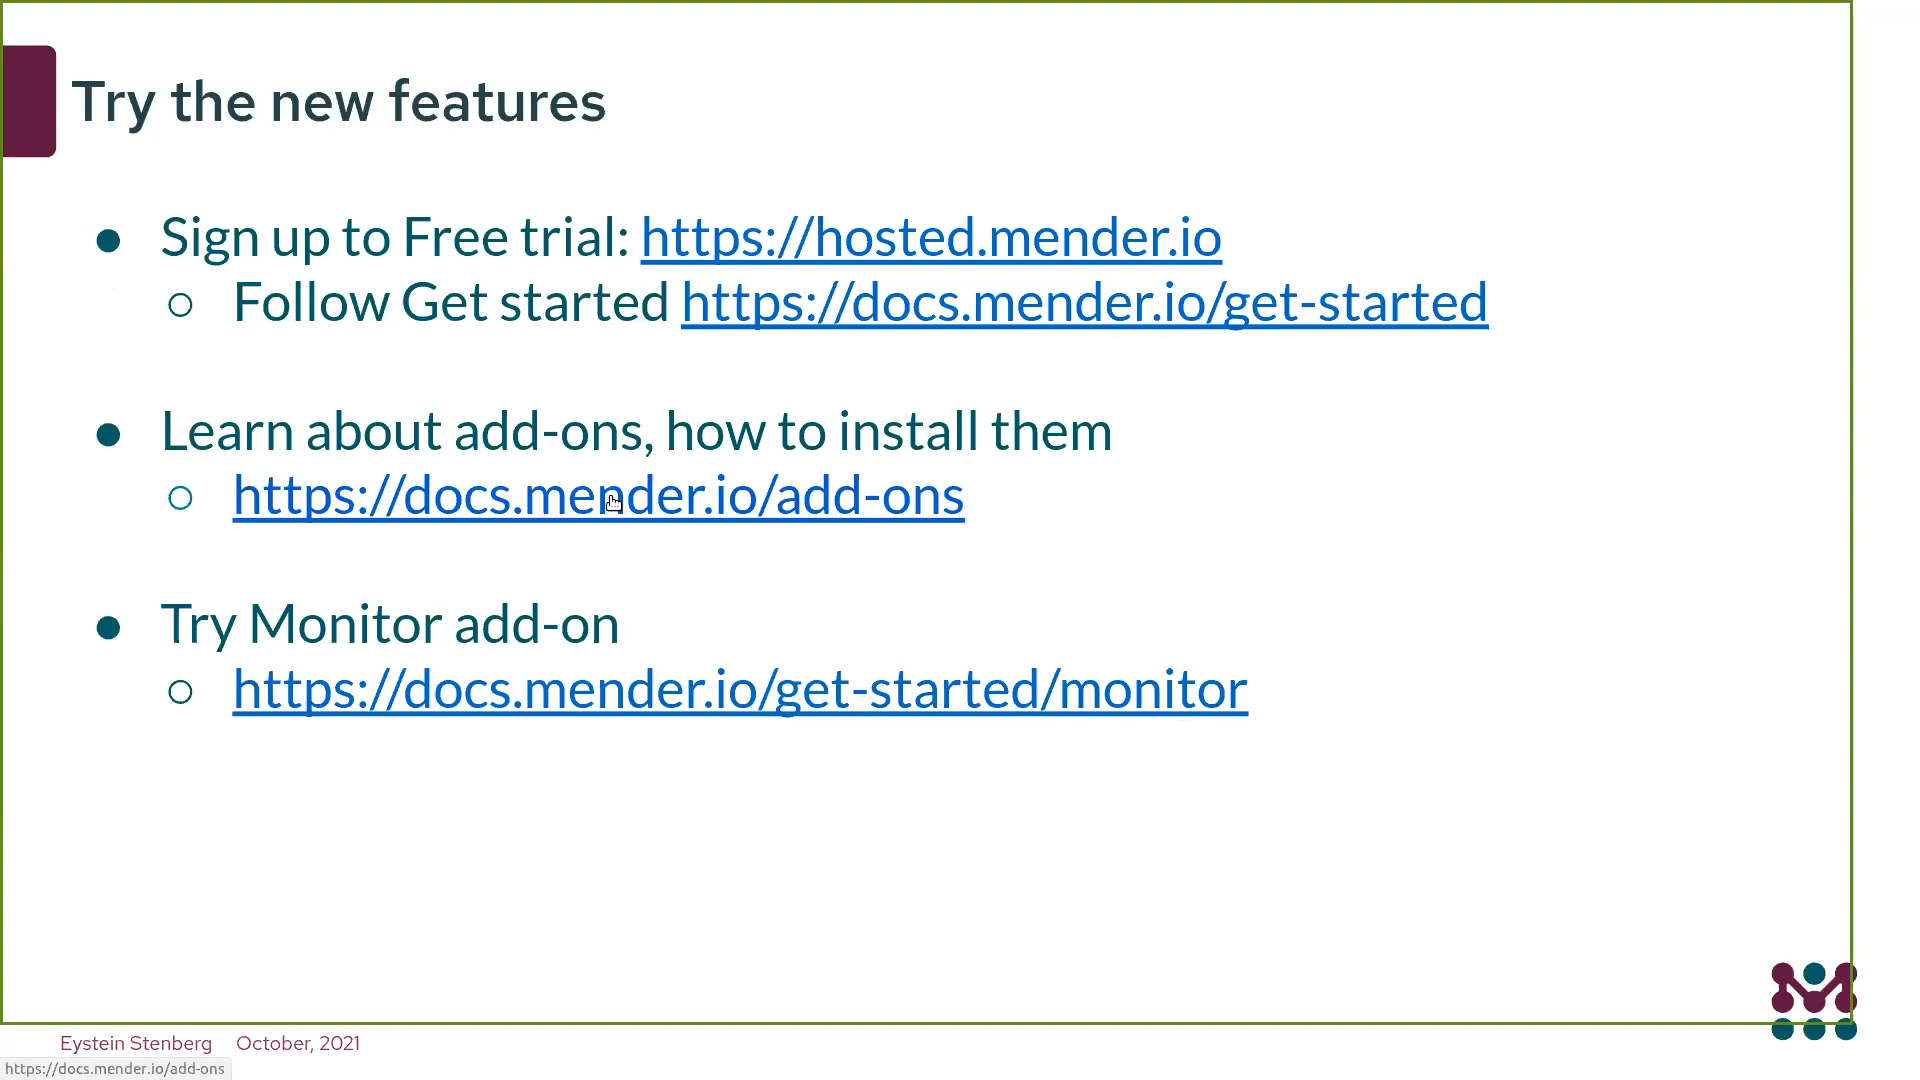 Try the new features
● Sign up to Free trial: https://hosted.mender.io
○ Follow Get started https://docs.mender.io/get-started
● Learn about add-ons, how to install them
○ https://docs.mender.io/add-ons
● Try Monitor add-on
○ https://docs.mender.io/get-started/monitor
Eystein Stenberg October, 2021
https://docs.mender.io/add-ons